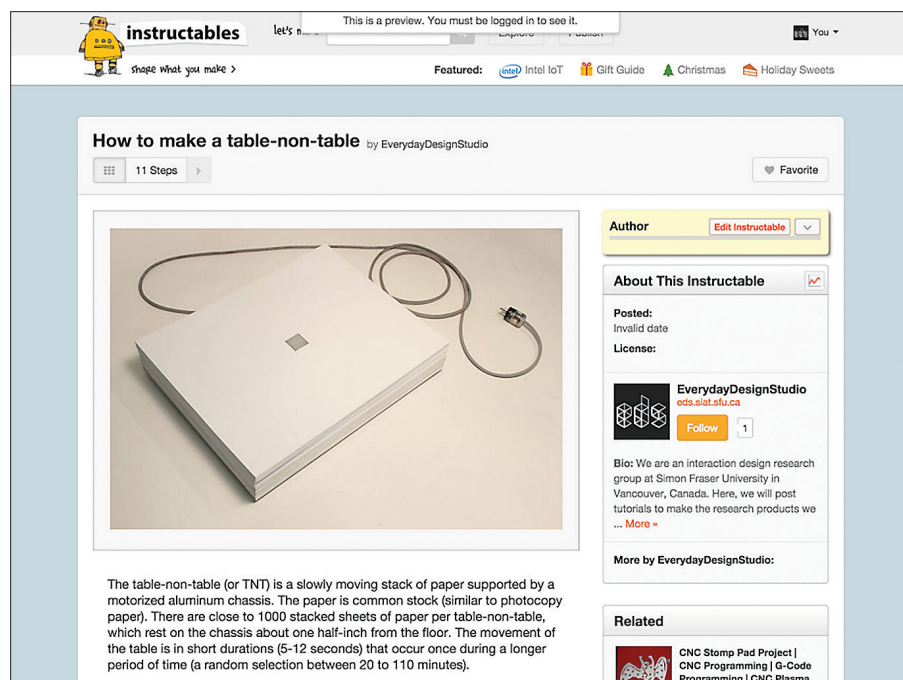 This is a preview. You must be logged in to see it.
instructables
let's
You
share what you make >
Featured:
intel Intel IoT
Gift Guide
Christmas
Holiday Sweets
How to make a table-non-table by EverydayDesignStudio
11 Steps
Favorite
Author
Edit Instructable
About This Instructable
Posted:
Invalid date
License:
eds
EverydayDesignStudio
eds.siat.sfu.ca
Follow
1
Bio: We are an interaction design research
group at Simon Fraser University in
Vancouver, Canada. Here, we will post
tutorials to make the research products we
... More »
More by EverydayDesignStudio:
The table-non-table (or TNT) is a slowly moving stack of paper supported by a
motorized aluminum chassis. The paper is common stock (similar to photocopy
paper). There are close to 1000 stacked sheets of paper per table-non-table,
which rest on the chassis about one half-inch from the floor. The movement of
the table is in short durations (5-12 seconds) that occur once during a longer
period of time (a random selection between 20 to 110 minutes).
Related
CNC Stomp Pad Project |
CNC Programming | G-Code
Programming | CNC Plasma